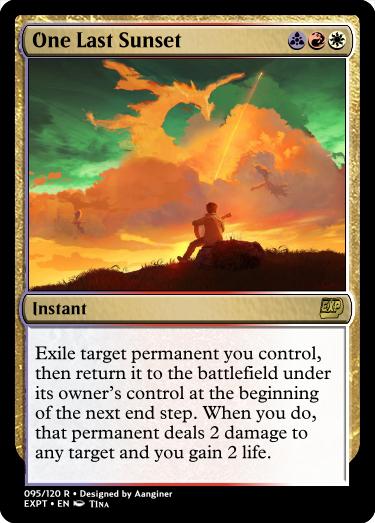 One Last Sunset
Instant
EXP
Exile target permanent you control,
then return it to the battlefield under
its owner's control at the beginning
of the next end step. When you do,
that permanent deals 2 damage to
any target and you gain 2 life.
095/120 R • Designed by Aanginer
EXPT • EN TINA